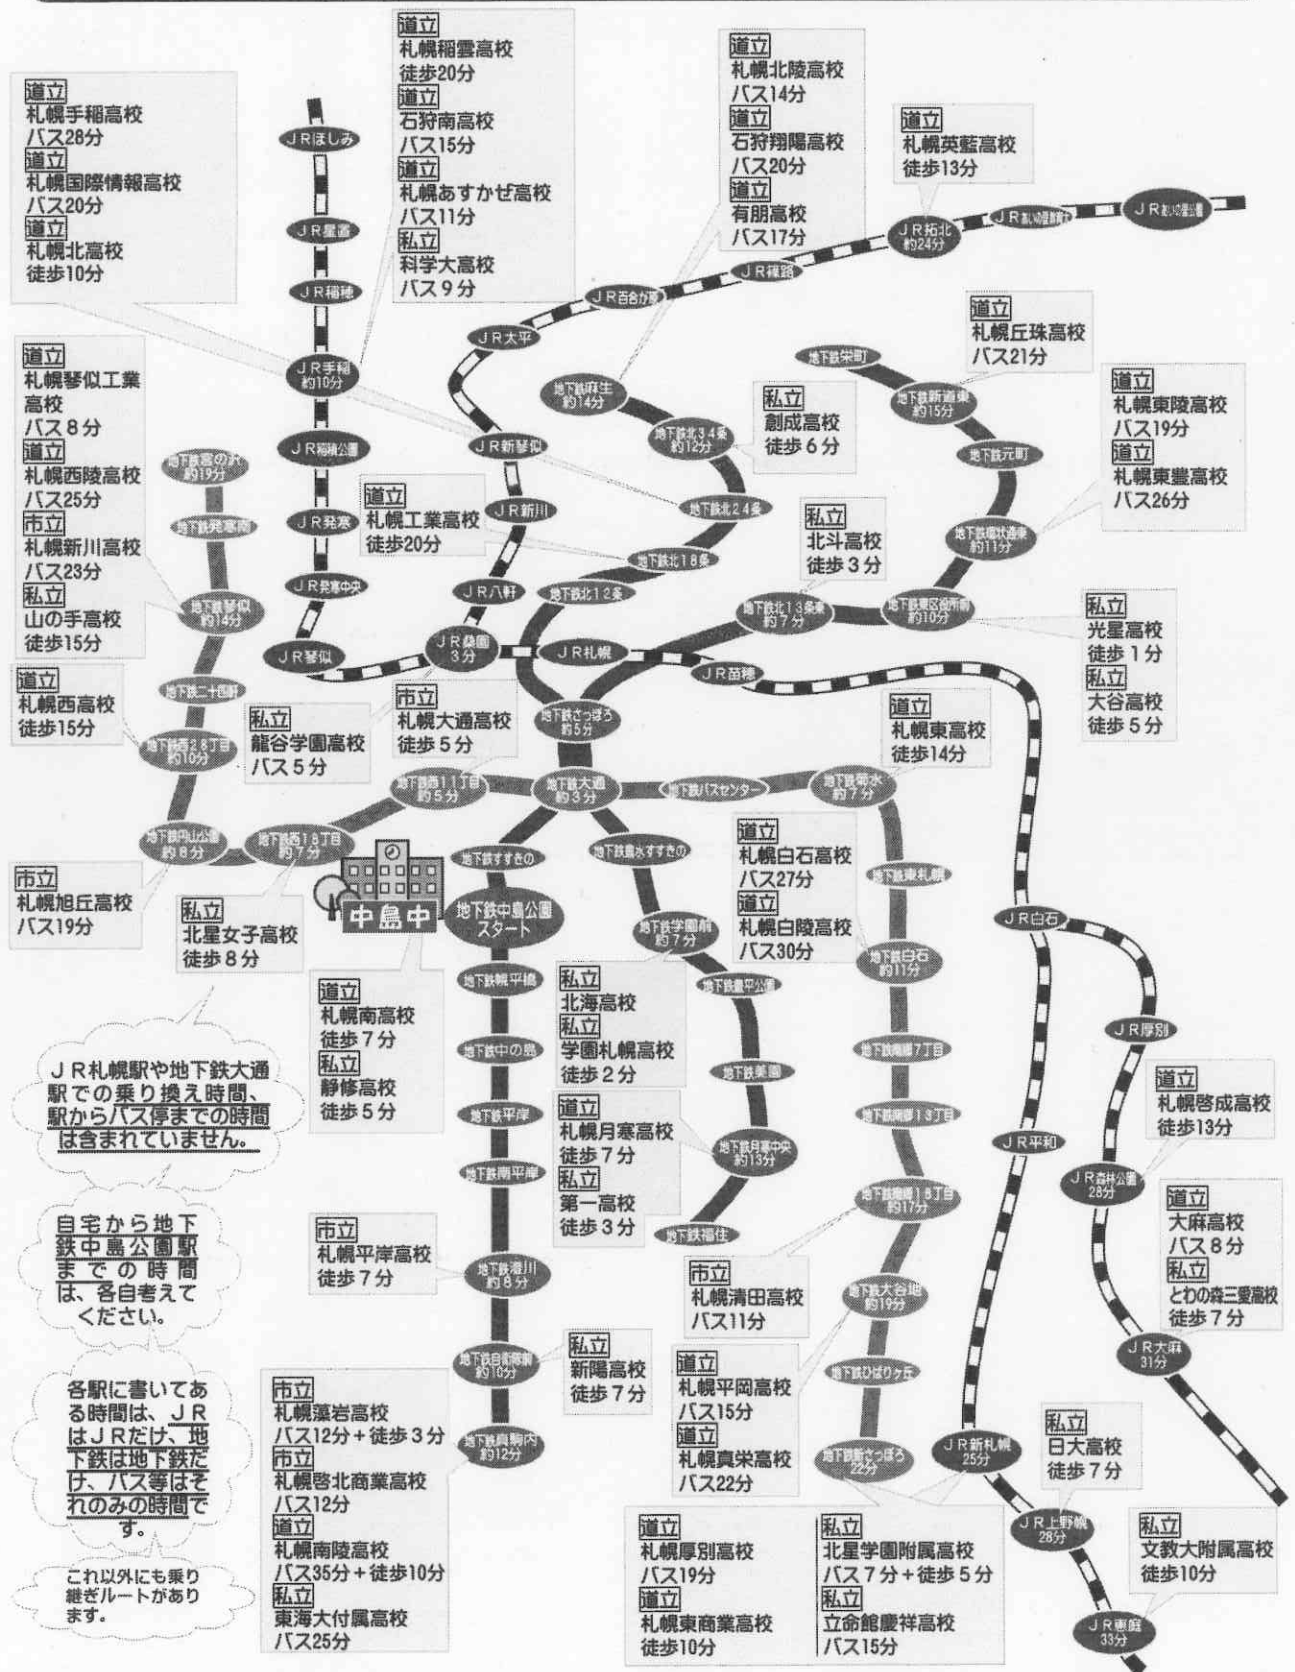 道立
札幌手稲高校
バス28分
道立
札幌国際情報高校
バス20分
道立
札幌北高校
徒歩10分
道立
札幌稲雲高校
徒歩20分
道立
石狩南高校
バス15分
道立
札幌あすかぜ高校
バス11分
私立
科学大高校
バス9分
道立
札幌北陵高校
バス14分
道立
石狩翔陽高校
バス20分
道立
有朋高校
バス17分
道立
札幌英藍高校
徒歩13分
JRほしみ
JR星置
JR稲穂
JR手稲
約10分
JR稲積公園
JR発寒
JR発寒中央
JR琴似
JR桑園
3分
JR八軒
JR新川
JR新琴似
JR太平
JR百合が原
JR篠路
JR拓北
約24分
JRあいの里教育大
JRあいの里公園
道立
札幌琴似工業
高校
バス8分
道立
札幌西陵高校
バス25分
市立
札幌新川高校
バス23分
私立
山の手高校
徒歩15分
道立
札幌西高校
徒歩15分
市立
札幌旭丘高校
バス19分
地下鉄宮の沢
約19分
地下鉄発寒南
地下鉄琴似
約14分
地下鉄二十四軒
地下鉄西28丁目
約10分
地下鉄円山公園
約8分
地下鉄西18丁目
約7分
地下鉄西11丁目
約5分
地下鉄大通
約3分
地下鉄バスセンター
地下鉄菊水
約7分
道立
札幌工業高校
徒歩20分
私立
龍谷学園高校
バス5分
市立
札幌大通高校
徒歩5分
私立
北星女子高校
徒歩8分
地下鉄麻生
約14分
地下鉄北34条
約12分
地下鉄北24条
地下鉄北18条
地下鉄北12条
JR札幌
JR苗穂
地下鉄さっぽろ
約5分
私立
創成高校
徒歩6分
私立
北斗高校
徒歩3分
道立
札幌丘珠高校
バス21分
道立
札幌東陵高校
バス19分
道立
札幌東豊高校
バス26分
私立
光星高校
徒歩1分
私立
大谷高校
徒歩5分
地下鉄栄町
地下鉄新道東
約15分
地下鉄元町
地下鉄環状通東
約11分
地下鉄東区役所前
約10分
地下鉄北13条東
約7分
道立
札幌東高校
徒歩14分
中島中
地下鉄すすきの
地下鉄中島公園
スタート
地下鉄幌平橋
地下鉄中の島
地下鉄平岸
地下鉄南平岸
地下鉄澄川
約8分
地下鉄自衛隊前
約10分
地下鉄真駒内
約12分
道立
札幌南高校
徒歩7分
私立
静修高校
徒歩5分
市立
札幌平岸高校
徒歩7分
私立
新陽高校
徒歩7分
市立
札幌藻岩高校
バス12分+徒歩3分
市立
札幌啓北商業高校
バス12分
道立
札幌南陵高校
バス35分+徒歩10分
私立
東海大付属高校
バス25分
地下鉄豊水すすきの
地下鉄学園前
約7分
地下鉄豊平公園
地下鉄美園
地下鉄月寒中央
約13分
地下鉄福住
私立
北海高校
私立
学園札幌高校
徒歩2分
道立
札幌月寒高校
徒歩7分
私立
第一高校
徒歩3分
道立
札幌白石高校
バス27分
道立
札幌白陵高校
バス30分
地下鉄東札幌
地下鉄白石
約11分
地下鉄南郷7丁目
地下鉄南郷13丁目
地下鉄南郷18丁目
約17分
地下鉄大谷地
約19分
地下鉄ひばりヶ丘
地下鉄新さっぽろ
22分
市立
札幌清田高校
バス11分
道立
札幌平岡高校
バス15分
道立
札幌真栄高校
バス22分
道立
札幌厚別高校
バス19分
道立
札幌東商業高校
徒歩10分
私立
北星学園附属高校
バス7分+徒歩5分
私立
立命館慶祥高校
バス15分
JR白石
JR平和
JR新札幌
25分
JR上野幌
28分
JR恵庭
33分
JR厚別
JR森林公園
28分
JR大麻
31分
道立
札幌啓成高校
徒歩13分
道立
大麻高校
バス8分
私立
とわの森三愛高校
徒歩7分
私立
日大高校
徒歩7分
私立
文教大附属高校
徒歩10分
JR札幌駅や地下鉄大通
駅での乗り換え時間、
駅からバス停までの時間
は含まれていません。
自宅から地下
鉄中島公園駅
までの時間
は、各自考えて
ください。
各駅に書いてあ
る時間は、JR
はJRだけ、地
下鉄は地下鉄だ
け、バス等はそ
れのみの時間で
す。
これ以外にも乗り
継ぎルートがあり
ます。